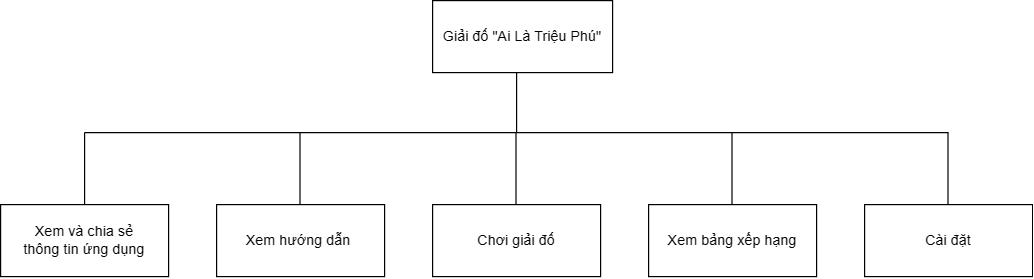 Giải đố "Ai Là Triệu Phú"
Xem và chia sẻ
thông tin ứng dụng
Xem hướng dẫn
Chơi giải đố
Xem bảng xếp hạng
Cài đặt